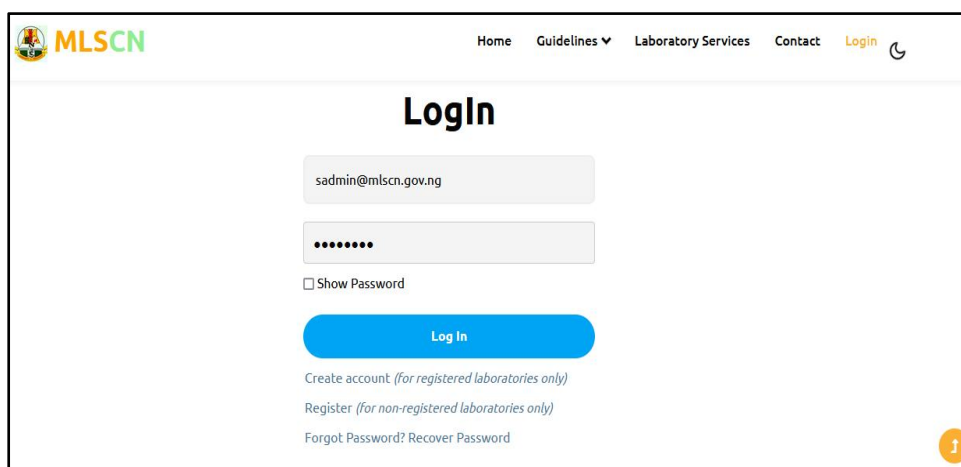 MLSCN
Home Guidelines Laboratory Services Contact Login
LogIn
sadmin@mlscn.gov.ng
••••••••
Show Password
Log In
Create account (for registered laboratories only)
Register (for non-registered laboratories only)
Forgot Password? Recover Password